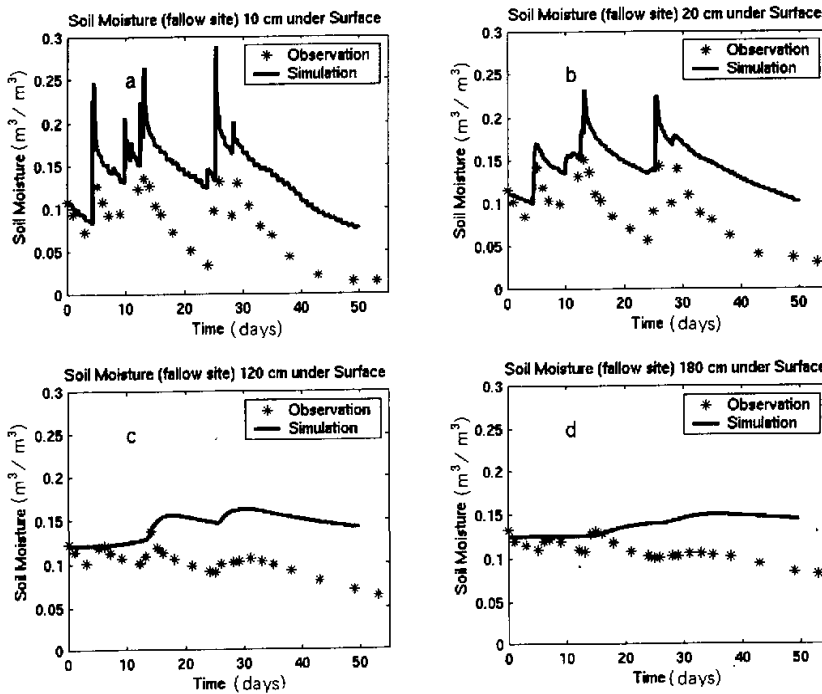 Soil Moisture (fallow site) 10 cm under Surface
0.3
0.25
0.2
0.15
0.1
0.05
0
Soil Moisture (m³/ m³)
Observation
Simulation
a
0 10 20 30 40 50
Time (days)
Soil Moisture (fallow site) 20 cm under Surface
0.3
0.25
0.2
0.15
0.1
0.05
0
Soil Moisture (m³/ m³)
Observation
Simulation
b
0 10 20 30 40 50
Time (days)
Soil Moisture (fallow site) 120 cm under Surface
0.3
0.25
0.2
0.15
0.1
0.05
0
Soil Moisture (m³/ m³)
Observation
Simulation
c
0 10 20 30 40 50
Time (days)
Soil Moisture (fallow site) 180 cm under Surface
0.3
0.25
0.2
0.15
0.1
0.05
0
Soil Moisture (m³/ m³)
Observation
Simulation
d
0 10 20 30 40 50
Time (days)